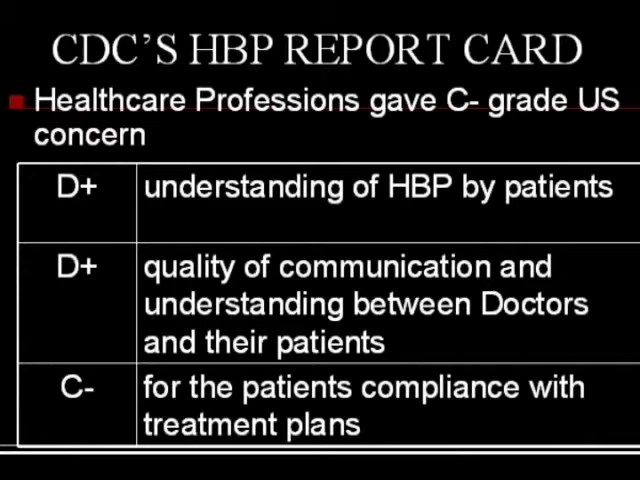 CDC'S HBP REPORT CARD
Healthcare Professions gave C- grade US
concern
D+ understanding of HBP by patients
D+ quality of communication and
understanding between Doctors
and their patients
C- for the patients compliance with
treatment plans